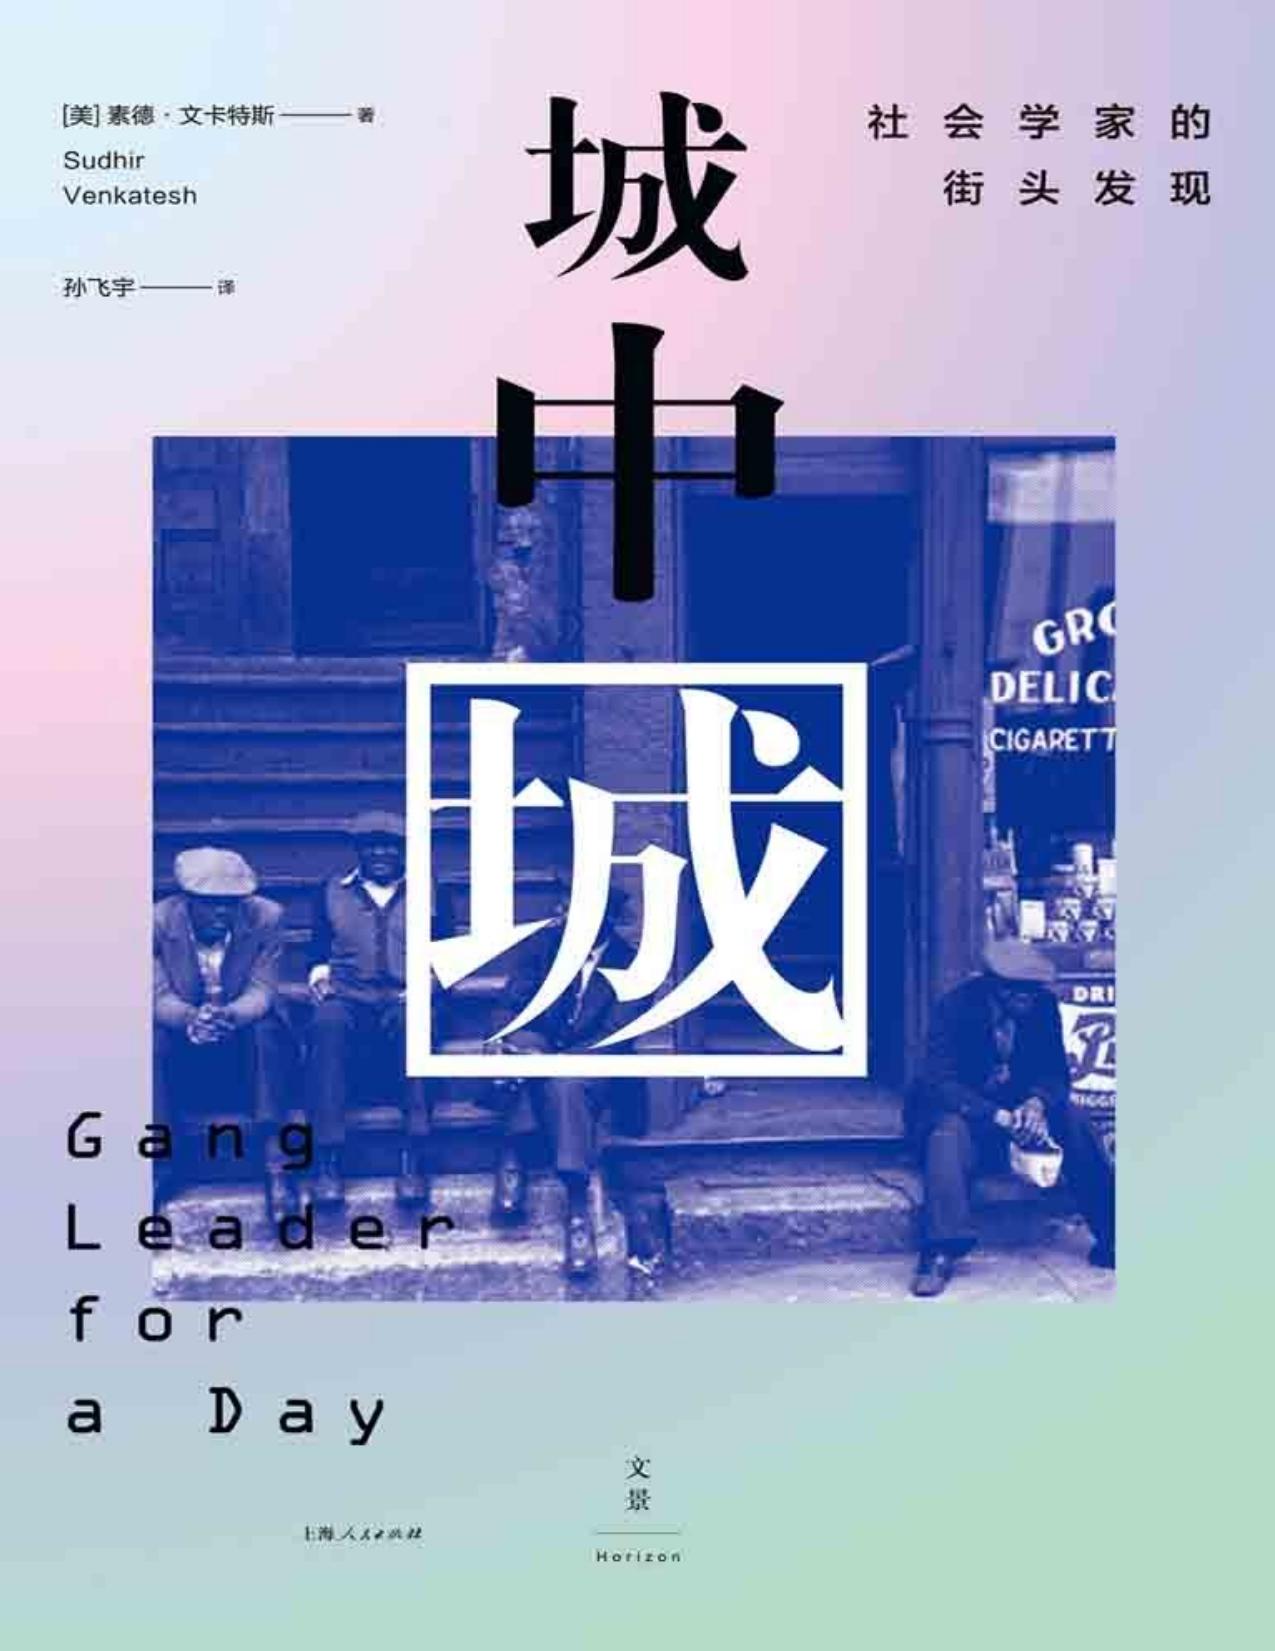 [美] 素德·文卡特斯——著
Sudhir
Venkatesh
孙飞宇——译
城
中
城
社会学家的
街头发现
GRO
DELICA
CIGARETT
DRI
Gang
Leader
for
a Day
文
景
Horizon
上海人民出版社